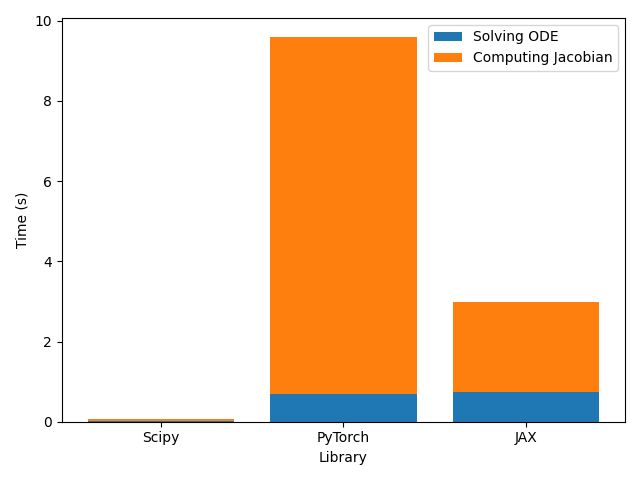 Solving ODE
Computing Jacobian
10
8
6
4
2
0
Time (s)
Scipy
PyTorch
JAX
Library